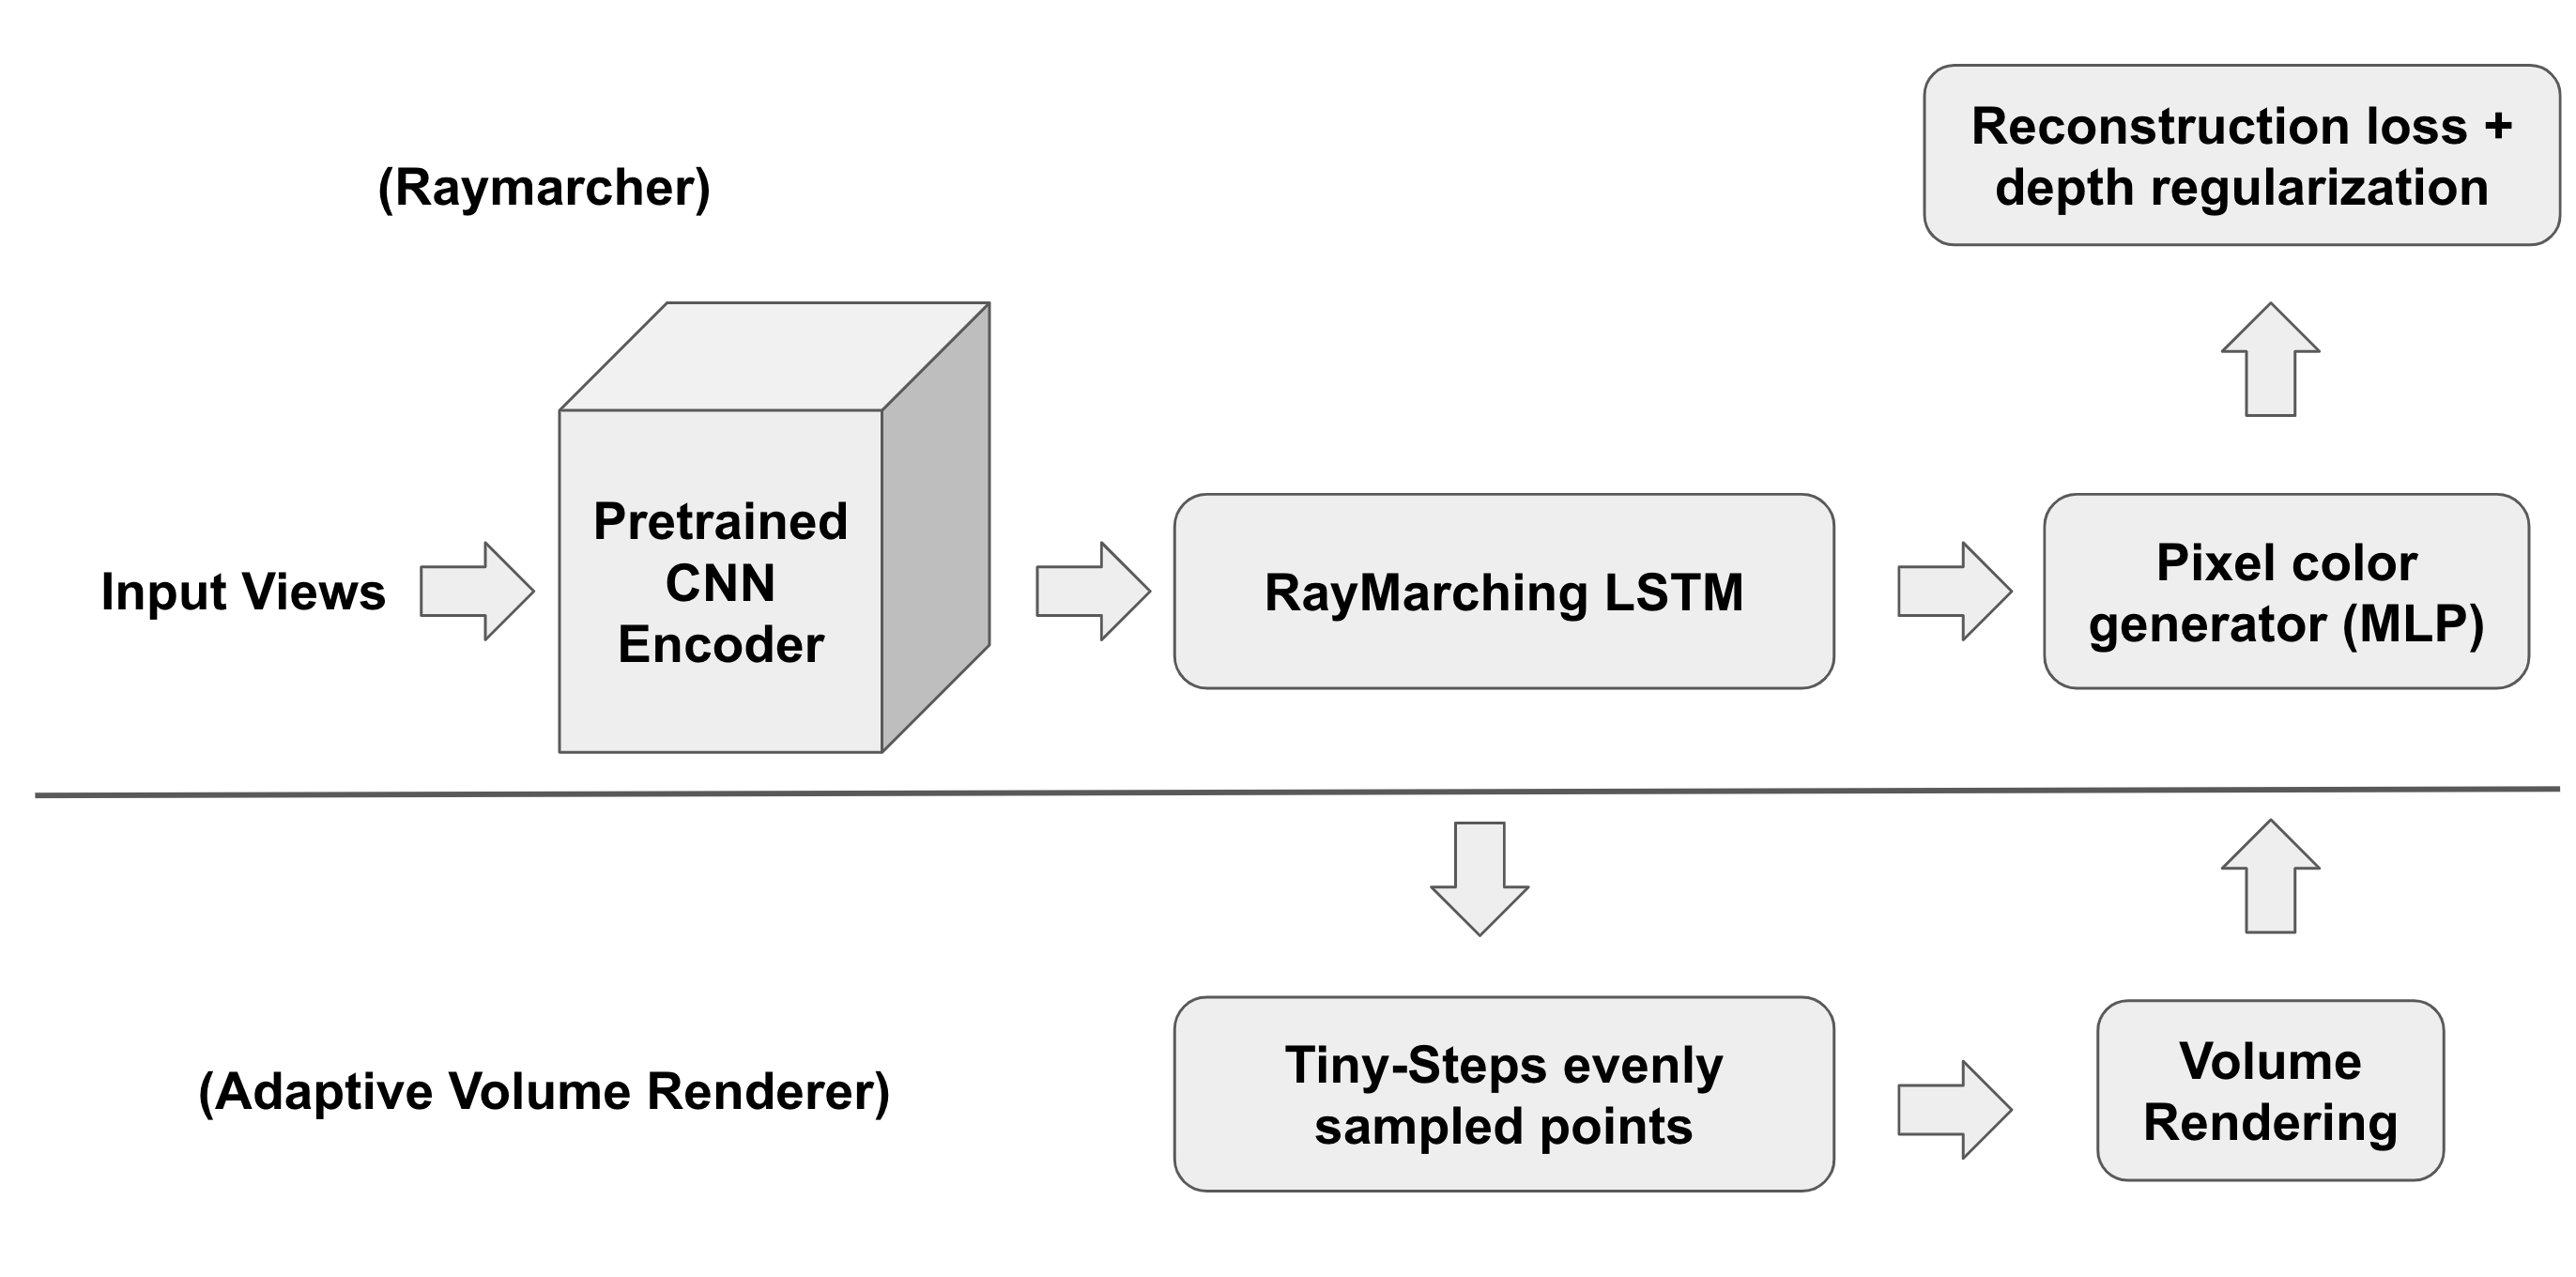 Reconstruction loss +
depth regularization
(Raymarcher)
Pretrained
CNN
Encoder
Input Views
RayMarching LSTM
Pixel color
generator (MLP)
Tiny-Steps evenly
sampled points
Volume
Rendering
(Adaptive Volume Renderer)